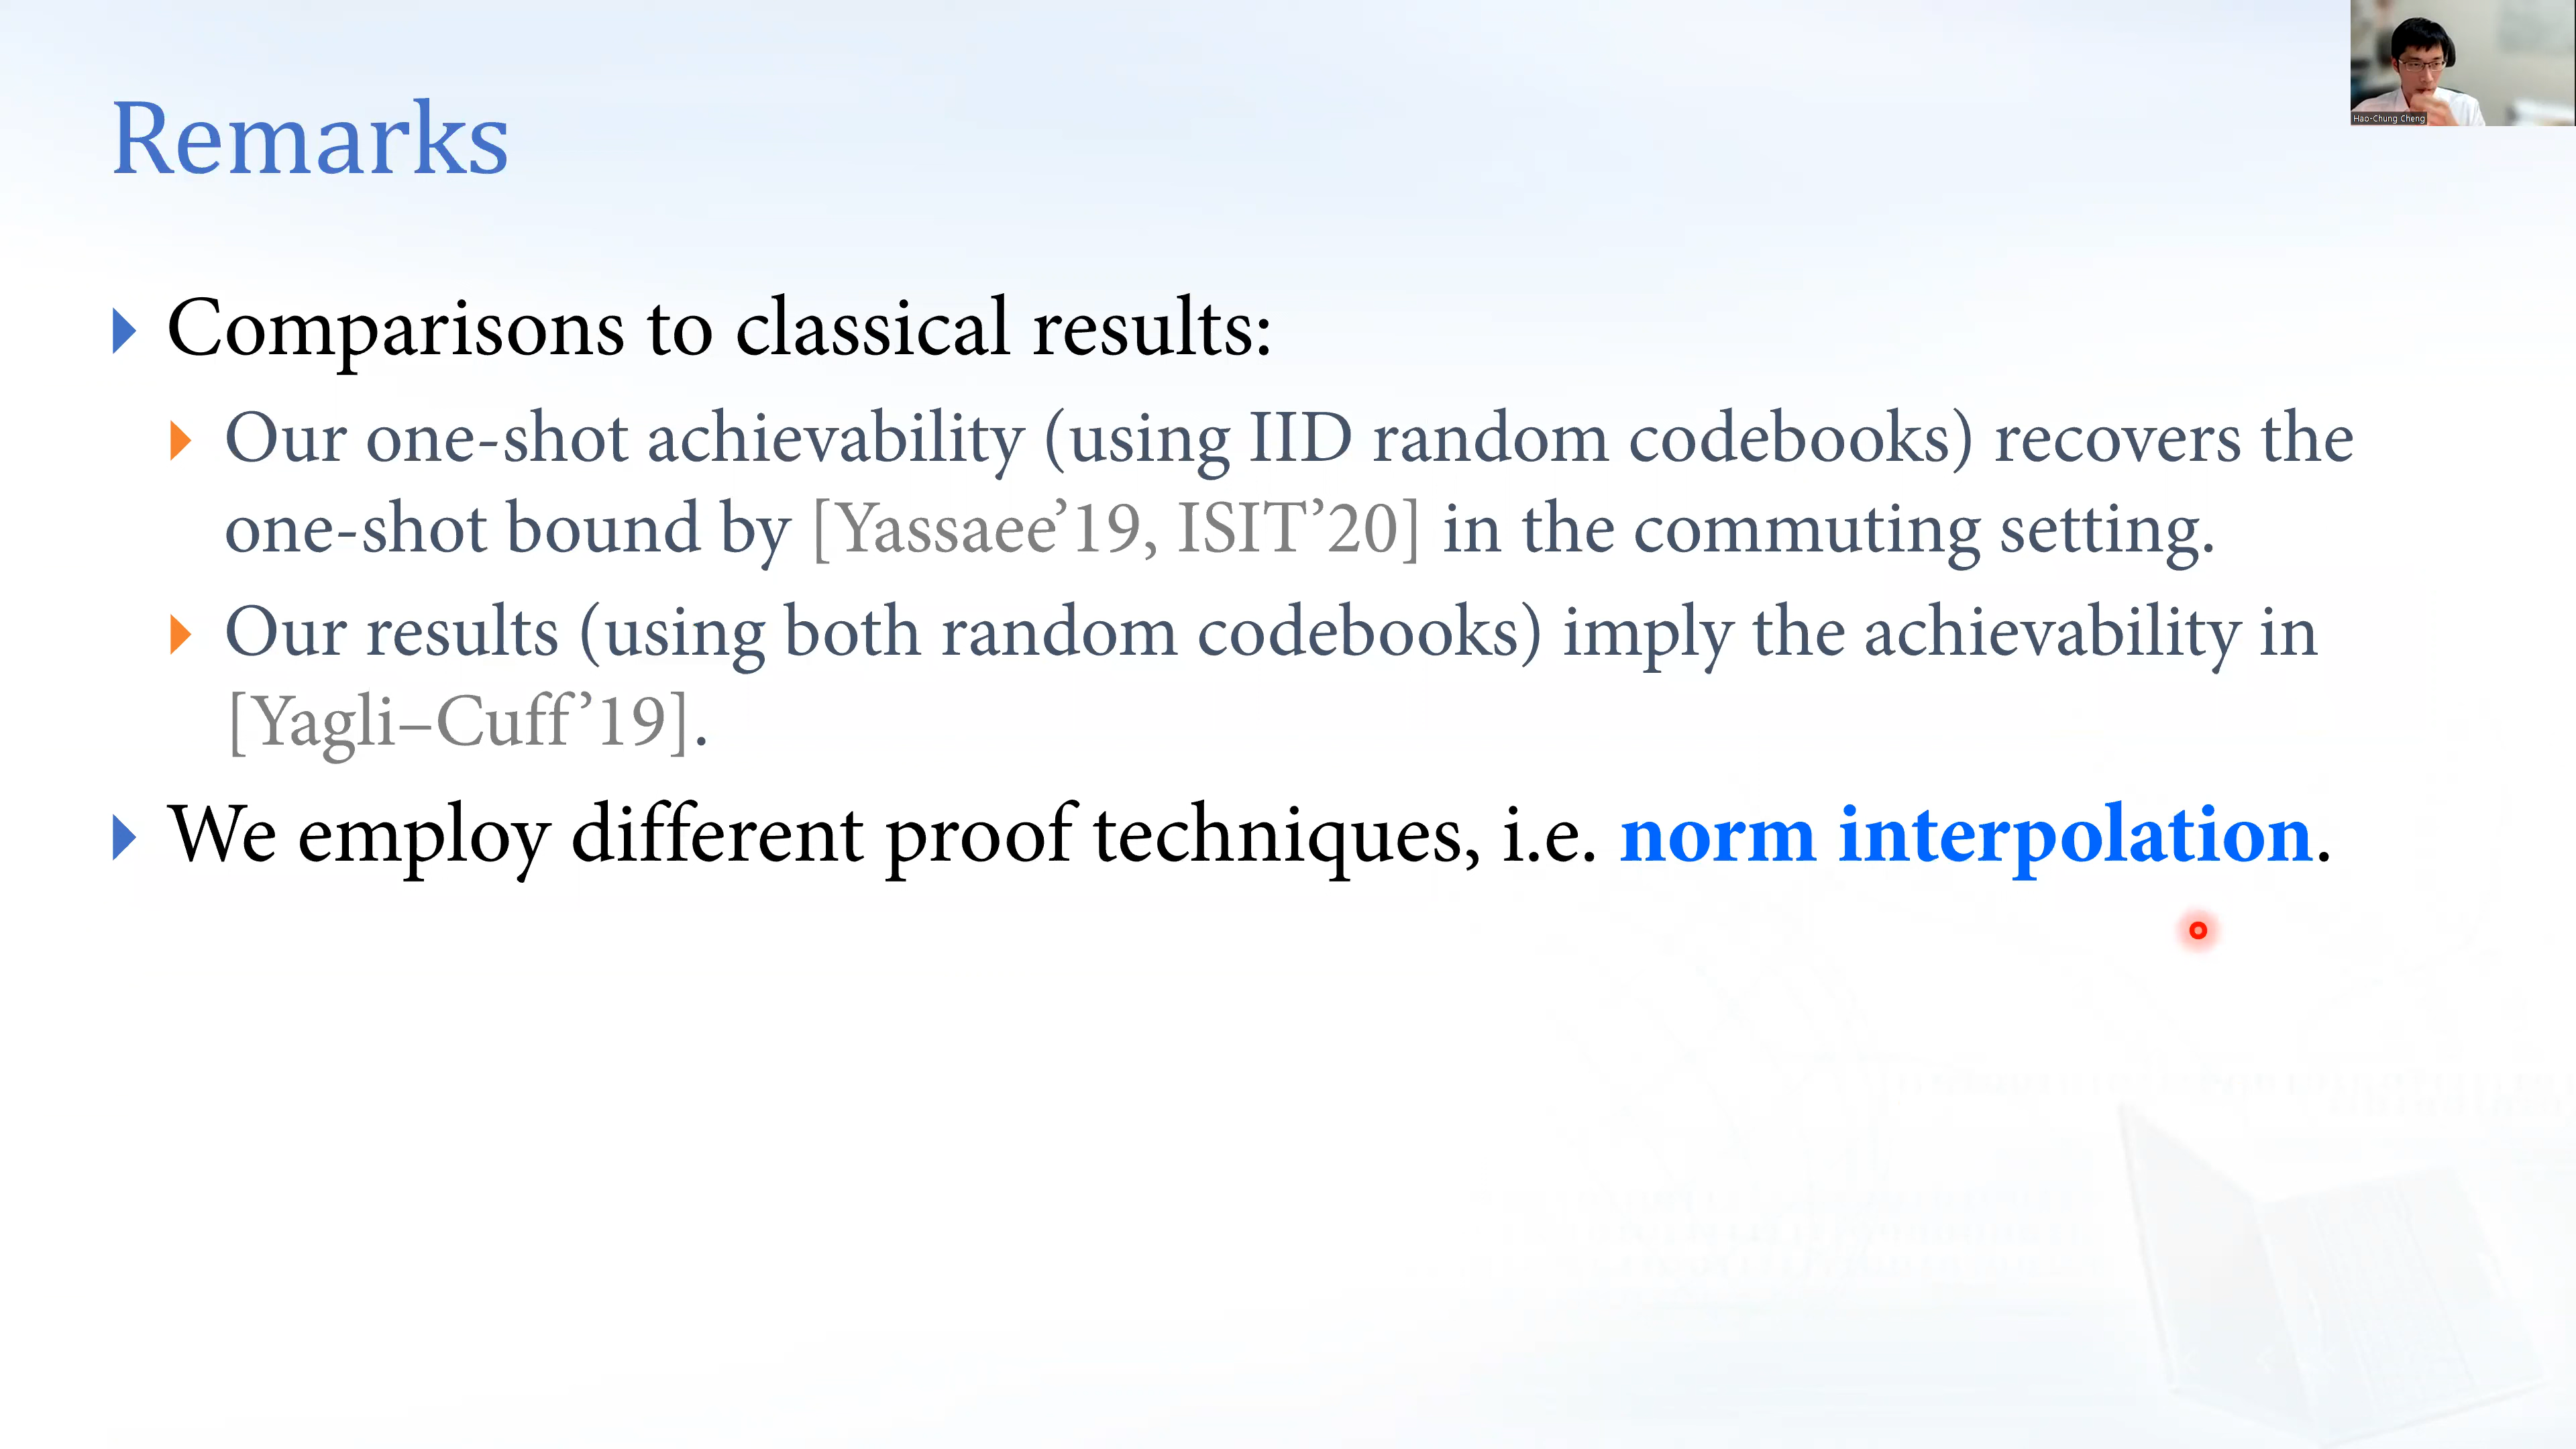 Remarks
Hao-Chung Cheng
Comparisons to classical results:
Our one-shot achievability (using IID random codebooks) recovers the
one-shot bound by [Yassaee’19, ISIT’20] in the commuting setting.
Our results (using both random codebooks) imply the achievability in
[Yagli–Cuff’19].
We employ different proof techniques, i.e. norm interpolation.